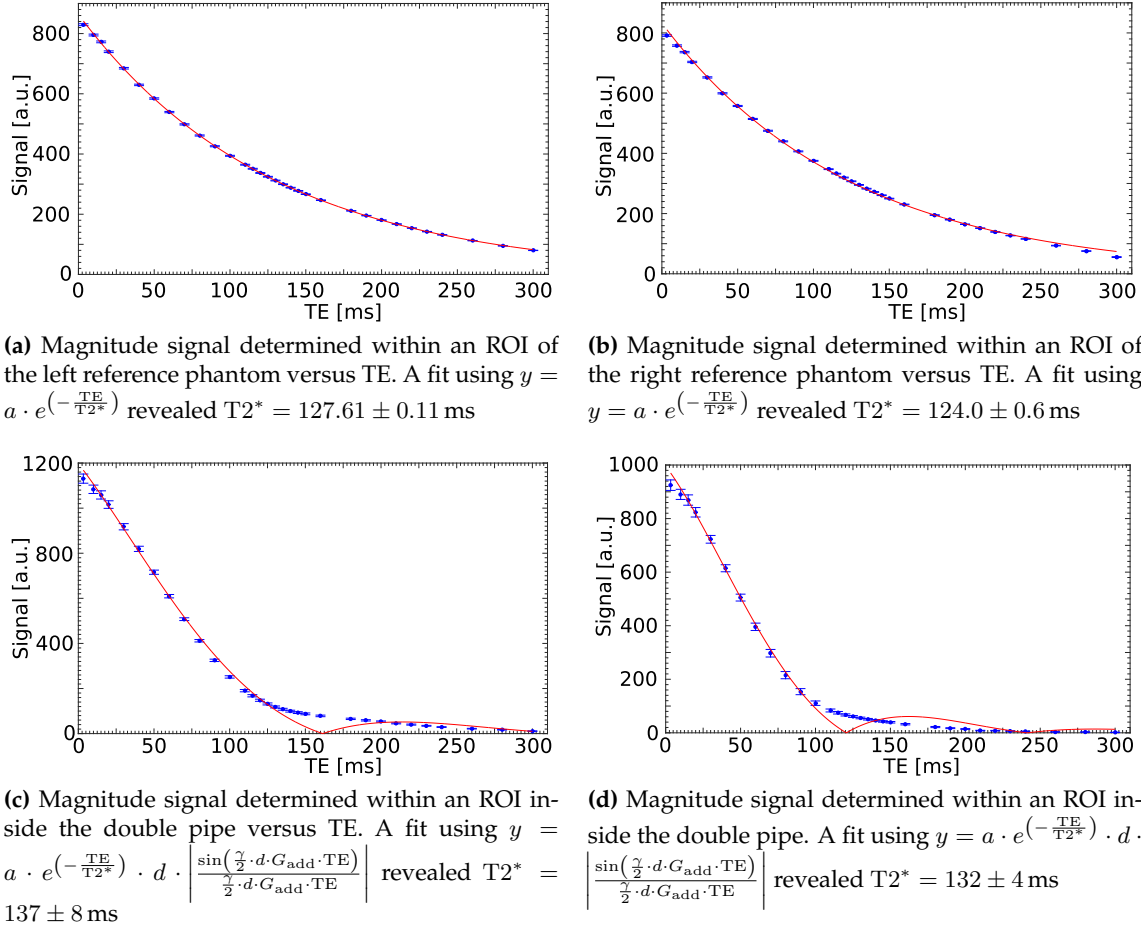 800
600
400
200
0
Signal [a.u.]
0 50 100 150 200 250 300
TE [ms]
800
600
400
200
0
Signal [a.u.]
0 50 100 150 200 250 300
TE [ms]
(a) Magnitude signal determined within an ROI of
the left reference phantom versus TE. A fit using y =
a · e^(−TE/T2*) revealed T2* = 127.61 ± 0.11 ms
(b) Magnitude signal determined within an ROI of
the right reference phantom versus TE. A fit using
y = a · e^(−TE/T2*) revealed T2* = 124.0 ± 0.6 ms
1200
800
400
0
Signal [a.u.]
0 50 100 150 200 250 300
TE [ms]
1000
800
600
400
200
0
Signal [a.u.]
0 50 100 150 200 250 300
TE [ms]
(c) Magnitude signal determined within an ROI in-
side the double pipe versus TE. A fit using y =
a · e^(−TE/T2*) · d · |sin(γ/2·d·G_add·TE)/(γ/2·d·G_add·TE)| revealed T2* =
137 ± 8 ms
(d) Magnitude signal determined within an ROI in-
side the double pipe. A fit using y = a · e^(−TE/T2*) · d ·
|sin(γ/2·d·G_add·TE)/(γ/2·d·G_add·TE)| revealed T2* = 132 ± 4 ms